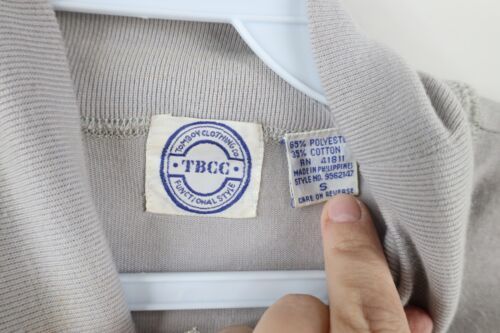 TOMBOY CLOTHING CO
TBCC
FUNCTIONAL STYLE
65% POLYESTER
35% COTTON
RN 41811
MADE IN PHILIPPINES
STYLE NO. 9562147
S
CARE ON REVERSE